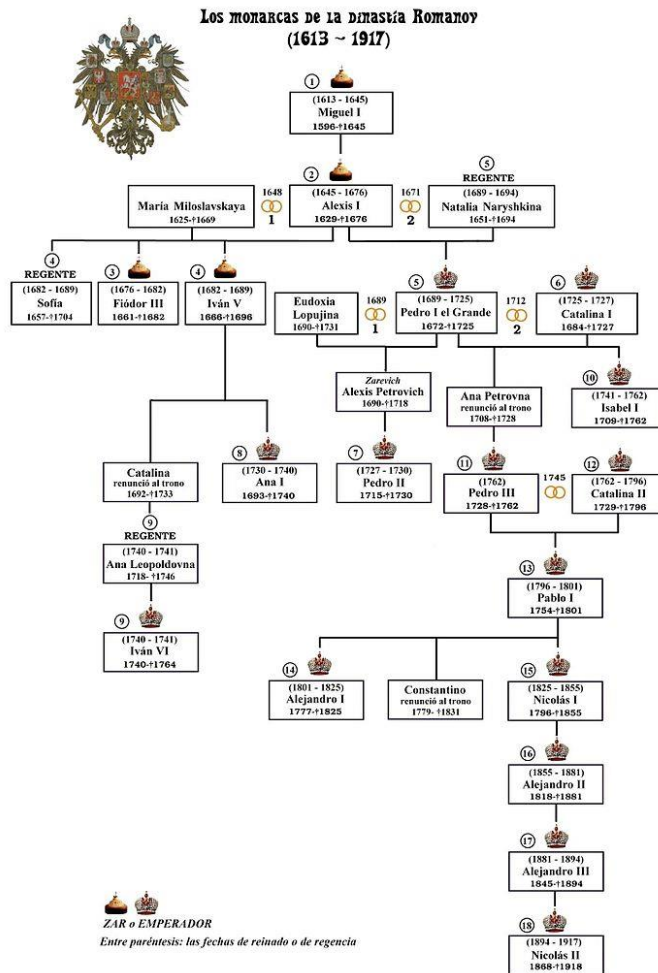 Los monarcas de la dinastía Romanov
(1613 ~ 1917)
1
(1613 - 1645)
Miguel I
1596-†1645
2
5
REGENTE
María Miloslavskaya
1625-†1669
1648
1
(1645 - 1676)
Alexis I
1629-†1676
1671
2
(1689 - 1694)
Natalia Naryshkina
1651-†1694
4
REGENTE
(1682 - 1689)
Sofía
1657-†1704
3
(1676 - 1682)
Fiódor III
1661-†1682
4
(1682 - 1689)
Iván V
1666-†1696
Eudoxia
Lopujina
1690-†1731
1689
1
5
(1689 - 1725)
Pedro I el Grande
1672-†1725
1712
2
6
(1725 - 1727)
Catalina I
1684-†1727
Zarevich
Alexis Petrovich
1690-†1718
Ana Petrovna
renunció al trono
1708-†1728
10
(1741 - 1762)
Isabel I
1709-†1762
Catalina
renunció al trono
1692-†1733
8
(1730 - 1740)
Ana I
1693-†1740
7
(1727 - 1730)
Pedro II
1715-†1730
11
(1762)
Pedro III
1728-†1762
1745
12
(1762 - 1796)
Catalina II
1729-†1796
9
REGENTE
(1740 - 1741)
Ana Leopoldovna
1718- †1746
13
(1796 - 1801)
Pablo I
1754-†1801
9
(1740 - 1741)
Iván VI
1740-†1764
14
(1801 - 1825)
Alejandro I
1777-†1825
Constantino
renunció al trono
1779- †1831
15
(1825 - 1855)
Nicolás I
1796-†1855
16
(1855 - 1881)
Alejandro II
1818-†1881
17
(1881 - 1894)
Alejandro III
1845-†1894
18
(1894 - 1917)
Nicolás II
1868-†1918
ZAR o EMPERADOR
Entre paréntesis: las fechas de reinado o de regencia